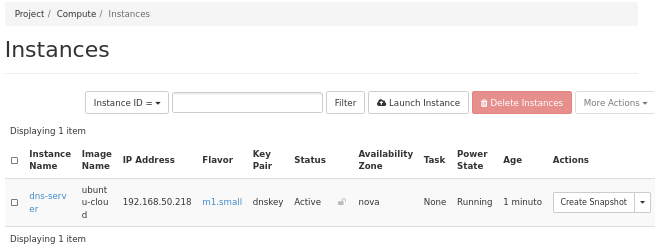 Project / Compute / Instances
Instances
Instance ID = Filter Launch Instance Delete Instances More Actions
Displaying 1 item
Instance Name Image Name IP Address Flavor Key Pair Status Availability Zone Task Power State Age Actions
dns-server ubuntu-cloud 192.168.50.218 m1.small dnskey Active nova None Running 1 minuto Create Snapshot
Displaying 1 item